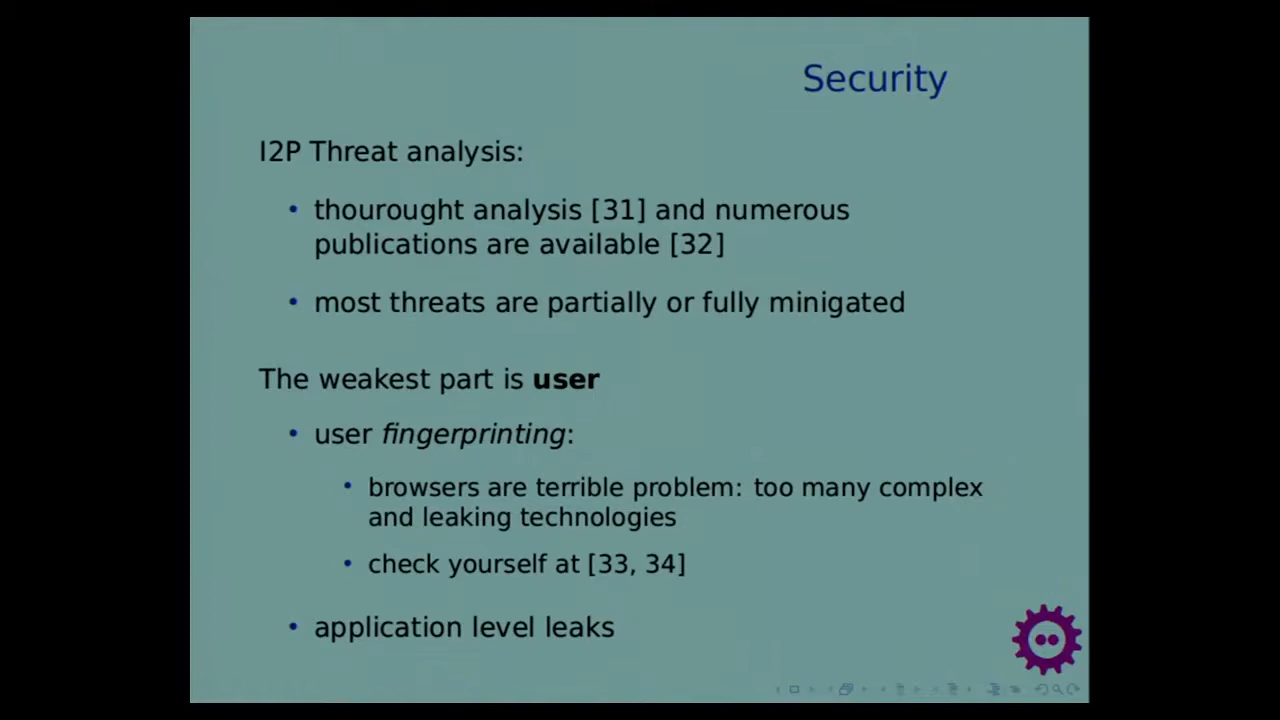 Security
I2P Threat analysis:
• thourought analysis [31] and numerous
publications are available [32]
• most threats are partially or fully minigated
The weakest part is user
• user fingerprinting:
• browsers are terrible problem: too many complex
and leaking technologies
• check yourself at [33, 34]
• application level leaks